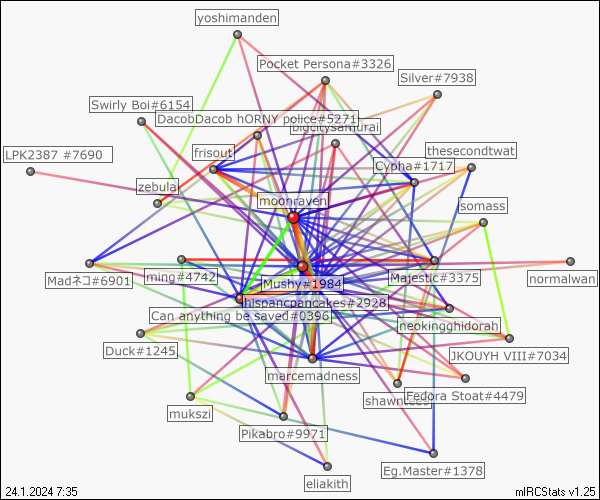 yoshimanden
Pocket Persona#3326
Silver#7938
Swirly Boi#6154
DacobDacob hORNY police#5271
bigcitysamurai
thesecondtwat
LPK2387 #7690
frisout
Cypha#1717
zebulai
moonraven
somass
Madネコ#6901
ming#4742
Mushy#1984
Majestic#3375
normalwan
hispancpancakes#2928
Can anything be saved#0396
neokingghidorah
Duck#1245
JKOUYH VIII#7034
mercemadness
shawnlee9
Fedora Stoat#4479
mukszi
Pikabro#9971
Eg.Master#1378
eliakith
24.1.2024 7:35
mIRCStats v1.25